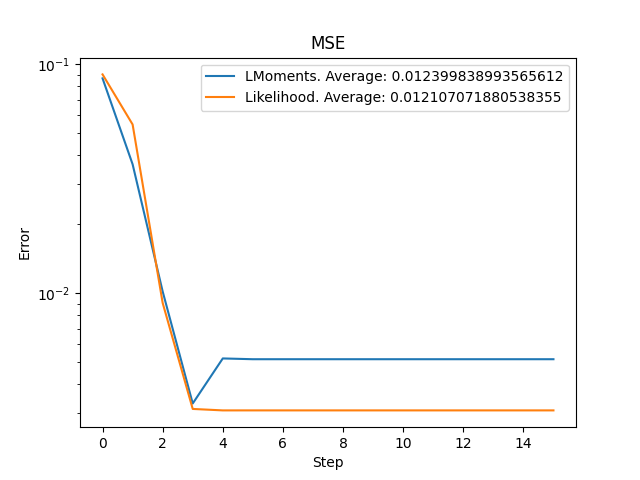 MSE
LMoments. Average: 0.012399838993565612
Likelihood. Average: 0.012107071880538355
10⁻¹
10⁻²
Error
0 2 4 6 8 10 12 14
Step